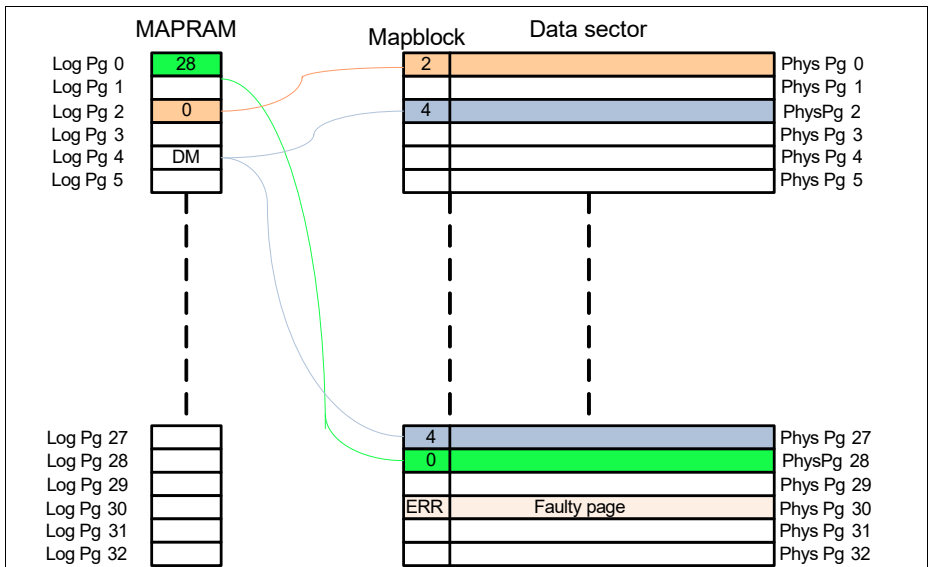 MAPRAM Mapblock Data sector
Log Pg 0 28 2 Phys Pg 0
Log Pg 1 Phys Pg 1
Log Pg 2 0 4 PhysPg 2
Log Pg 3 Phys Pg 3
Log Pg 4 DM Phys Pg 4
Log Pg 5 Phys Pg 5
Log Pg 27 4 Phys Pg 27
Log Pg 28 0 PhysPg 28
Log Pg 29 Phys Pg 29
Log Pg 30 ERR Faulty page Phys Pg 30
Log Pg 31 Phys Pg 31
Log Pg 32 Phys Pg 32